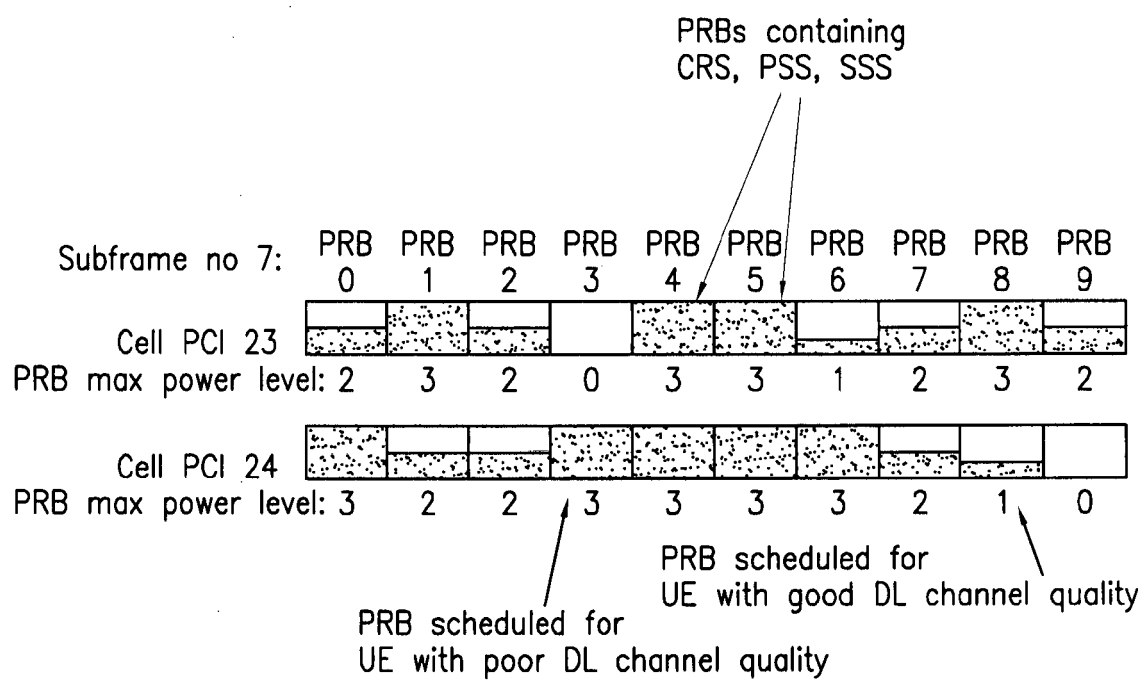 PRBs containing
CRS, PSS, SSS
Subframe no 7: PRB 0 PRB 1 PRB 2 PRB 3 PRB 4 PRB 5 PRB 6 PRB 7 PRB 8 PRB 9
Cell PCI 23
PRB max power level: 2 3 2 0 3 3 1 2 3 2
Cell PCI 24
PRB max power level: 3 2 2 3 3 3 3 2 1 0
PRB scheduled for
UE with good DL channel quality
PRB scheduled for
UE with poor DL channel quality